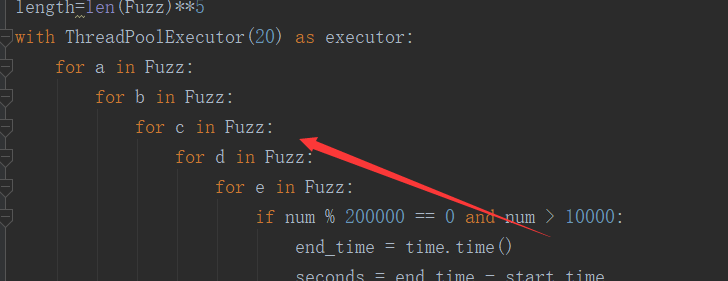 length=len(Fuzz)**5
with ThreadPoolExecutor(20) as executor:
for a in Fuzz:
for b in Fuzz:
for c in Fuzz:
for d in Fuzz:
for e in Fuzz:
if num % 200000 == 0 and num > 10000:
end_time = time.time()
seconds = end_time - start_time